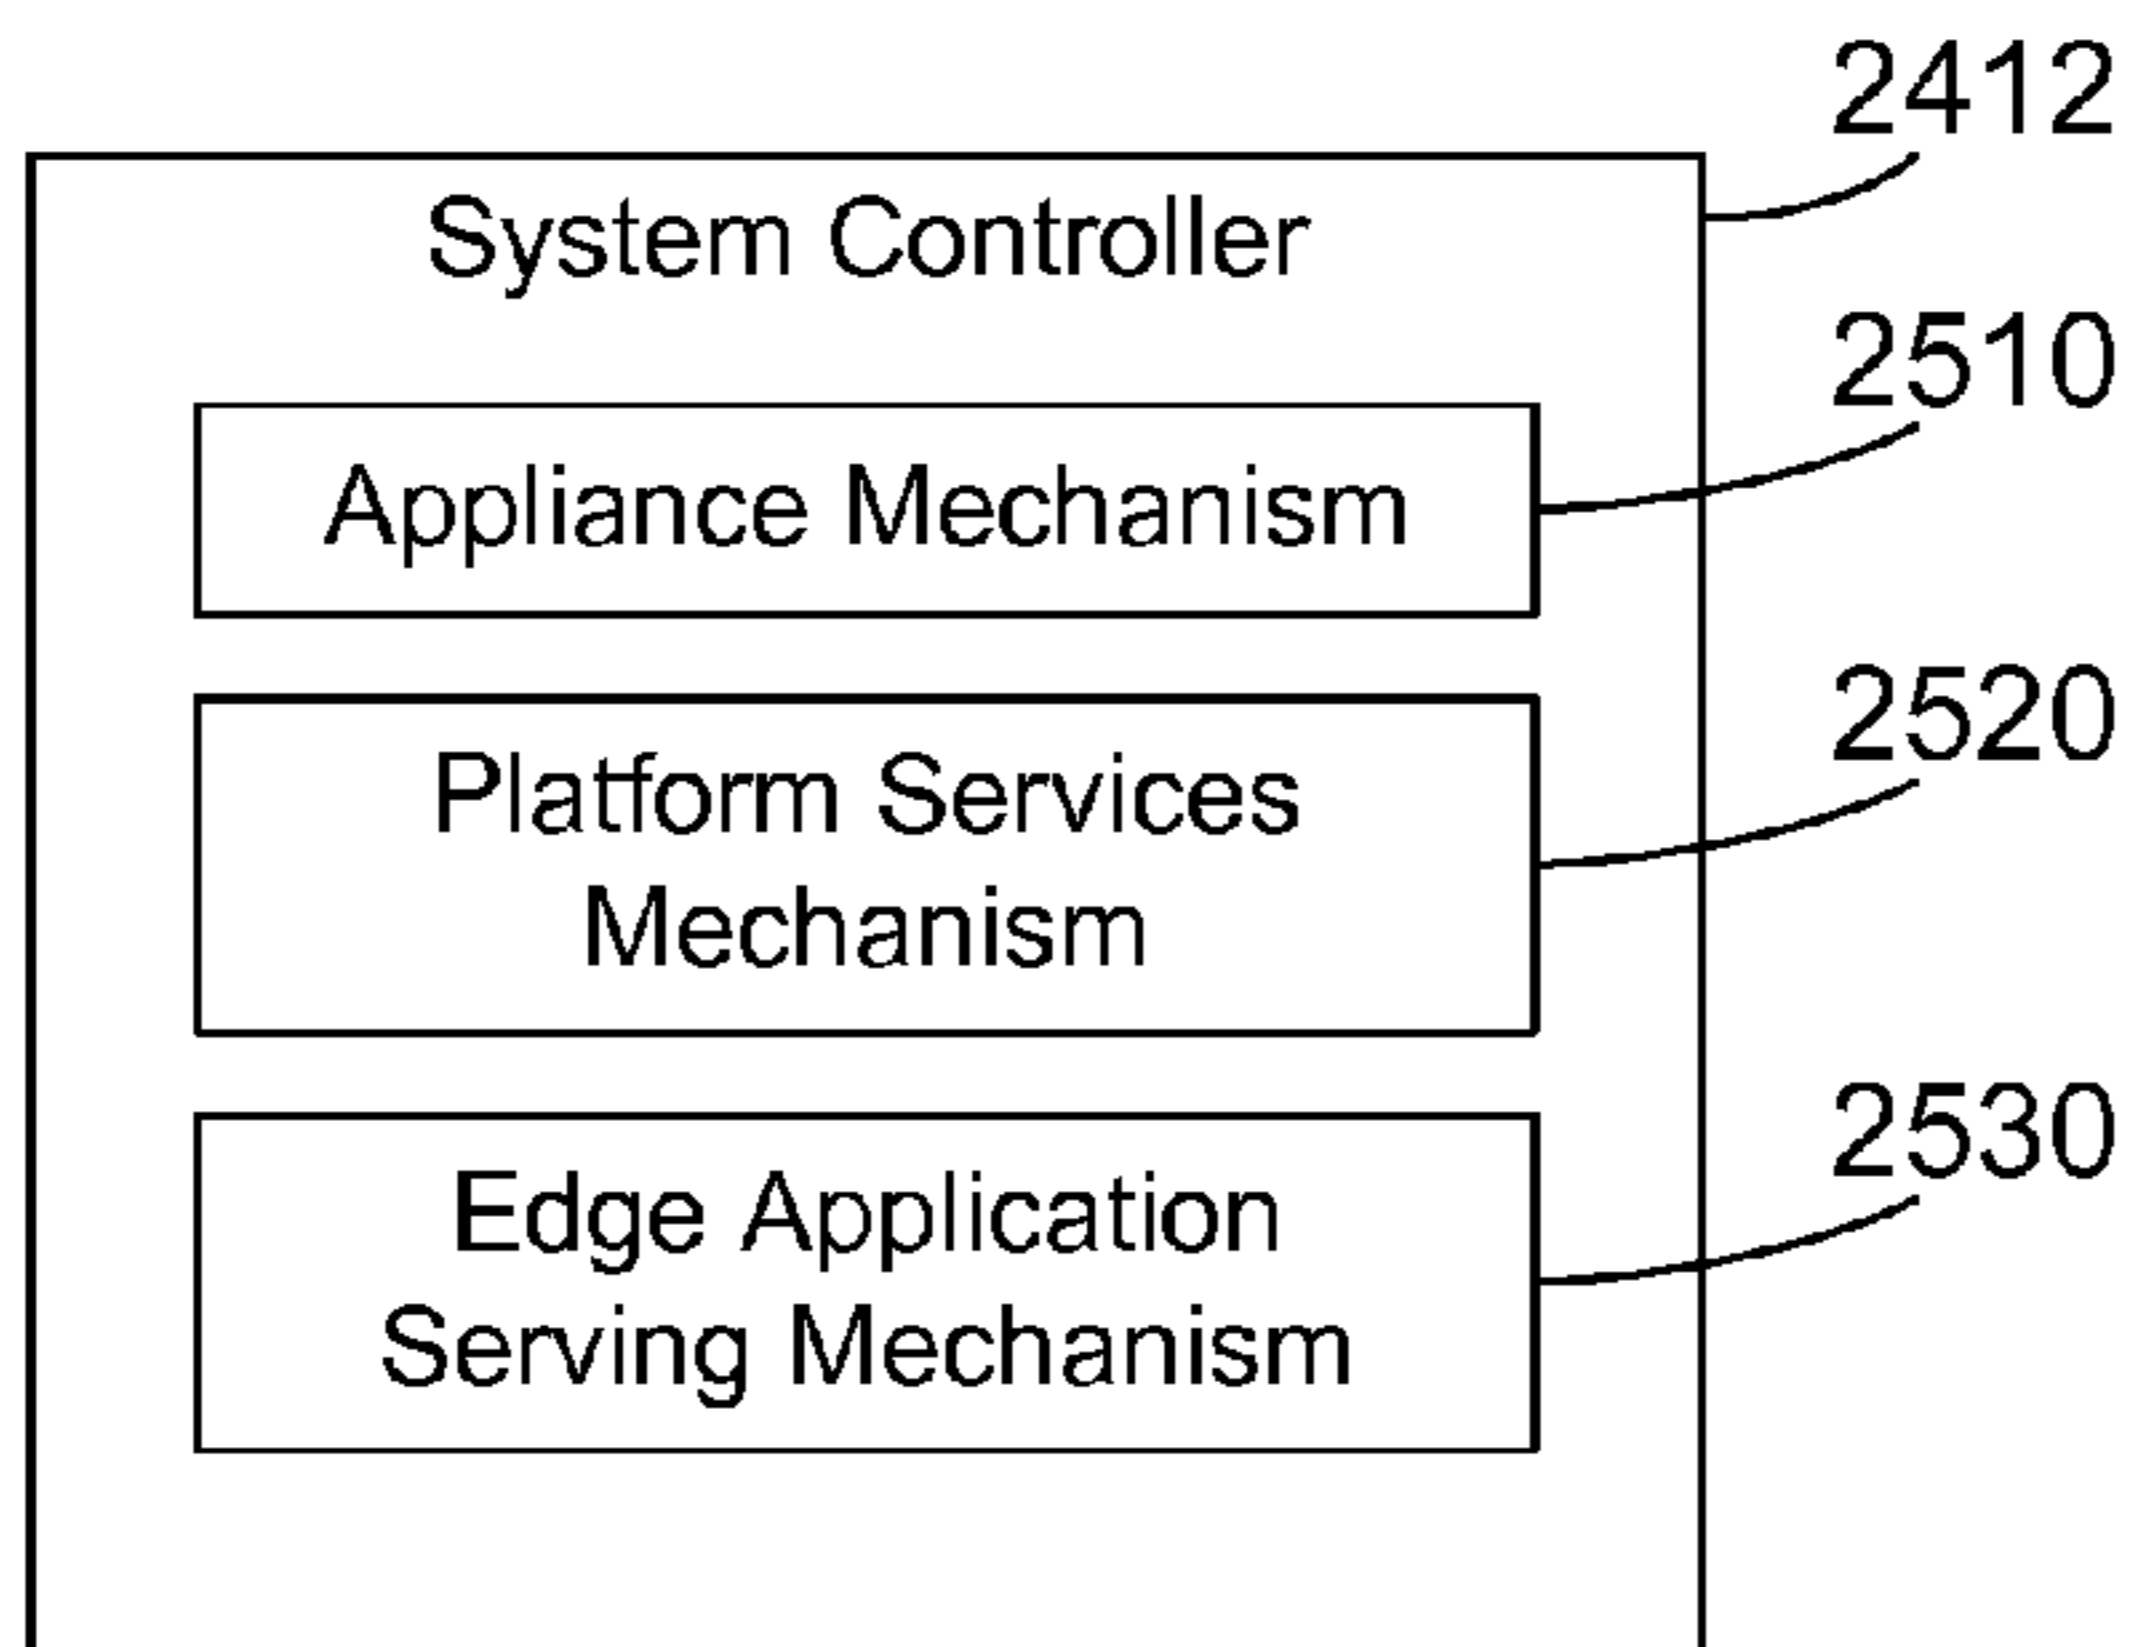 2412
System Controller
2510
Appliance Mechanism
2520
Platform Services
Mechanism
2530
Edge Application
Serving Mechanism